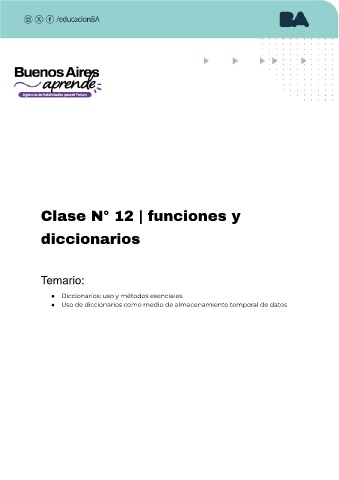 /educacionBA
BA
Buenos Aires
aprende
Agencia de Habilidades para el Futuro
Clase N° 12 | funciones y
diccionarios
Temario:
● Diccionarios: uso y métodos esenciales.
● Uso de diccionarios como medio de almacenamiento temporal de datos